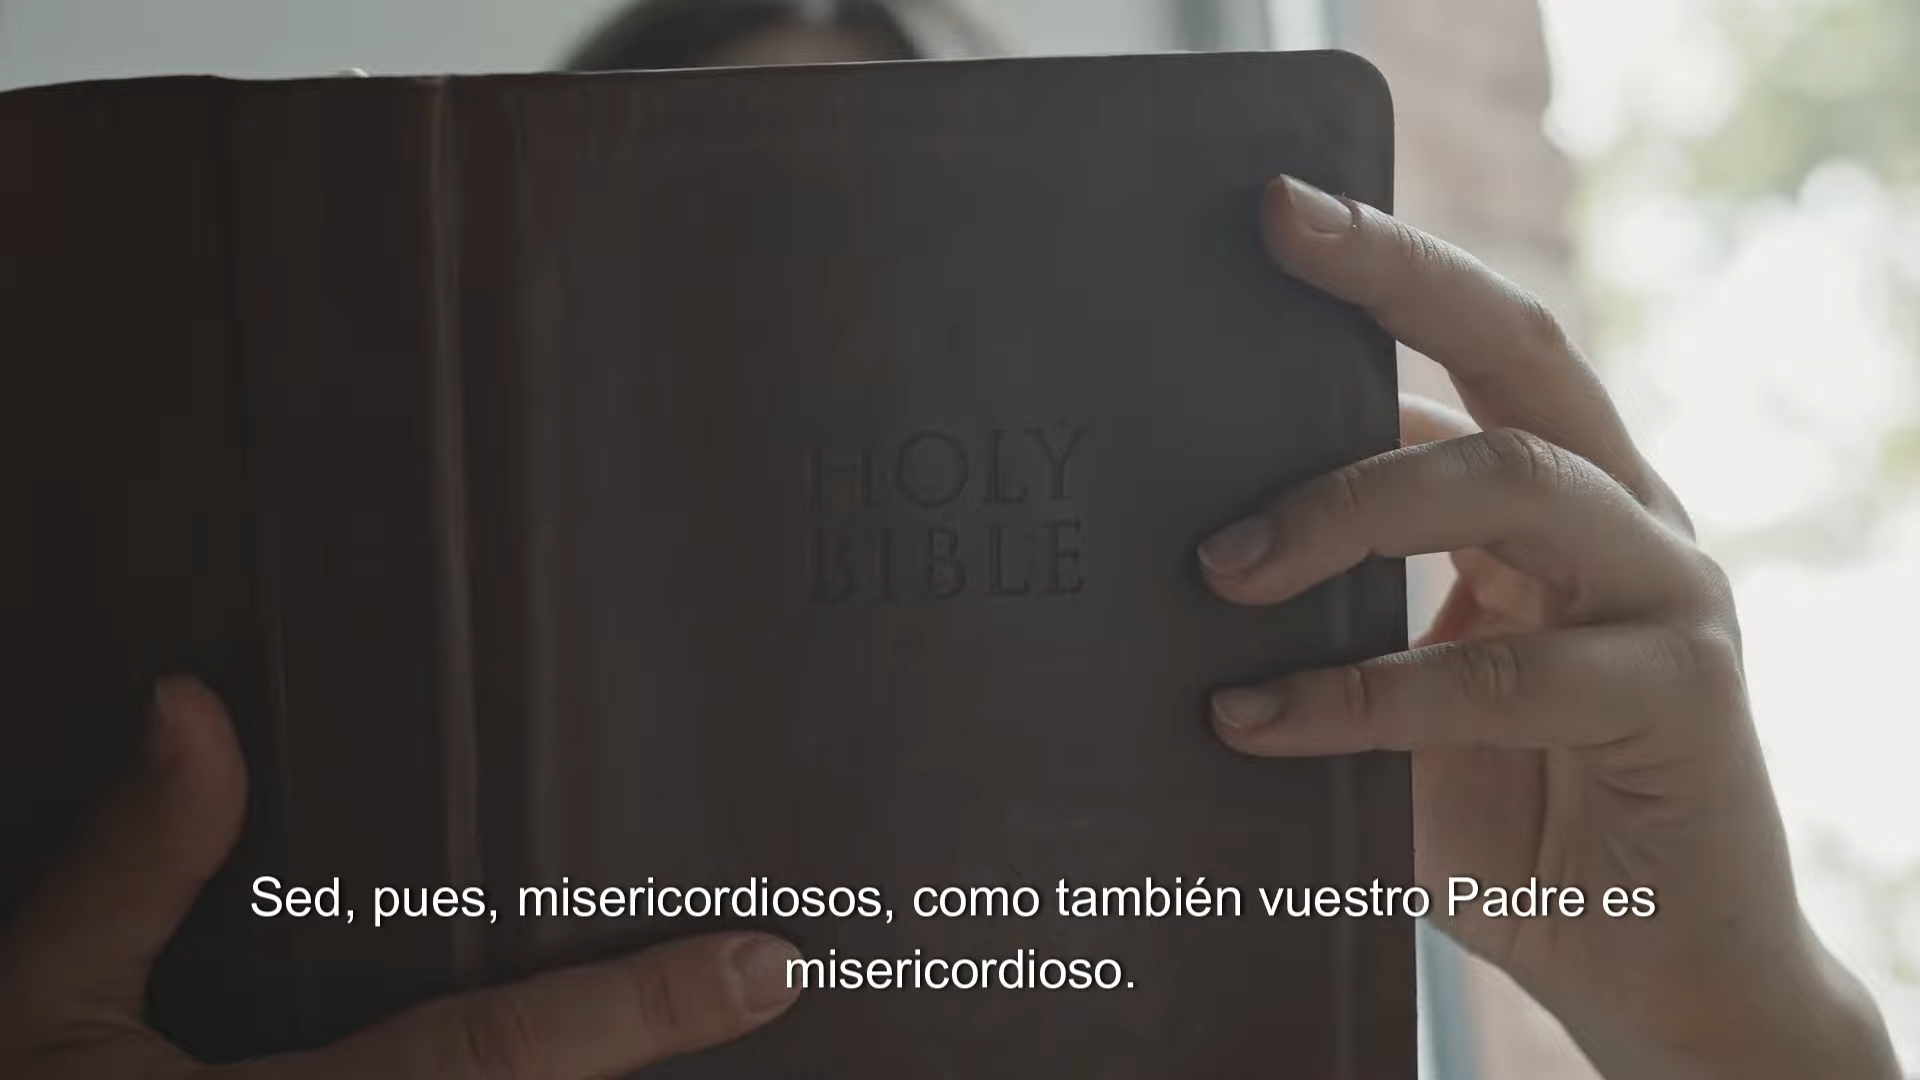 HOLY
BIBLE
Sed, pues, misericordiosos, como también vuestro Padre es
misericordioso.